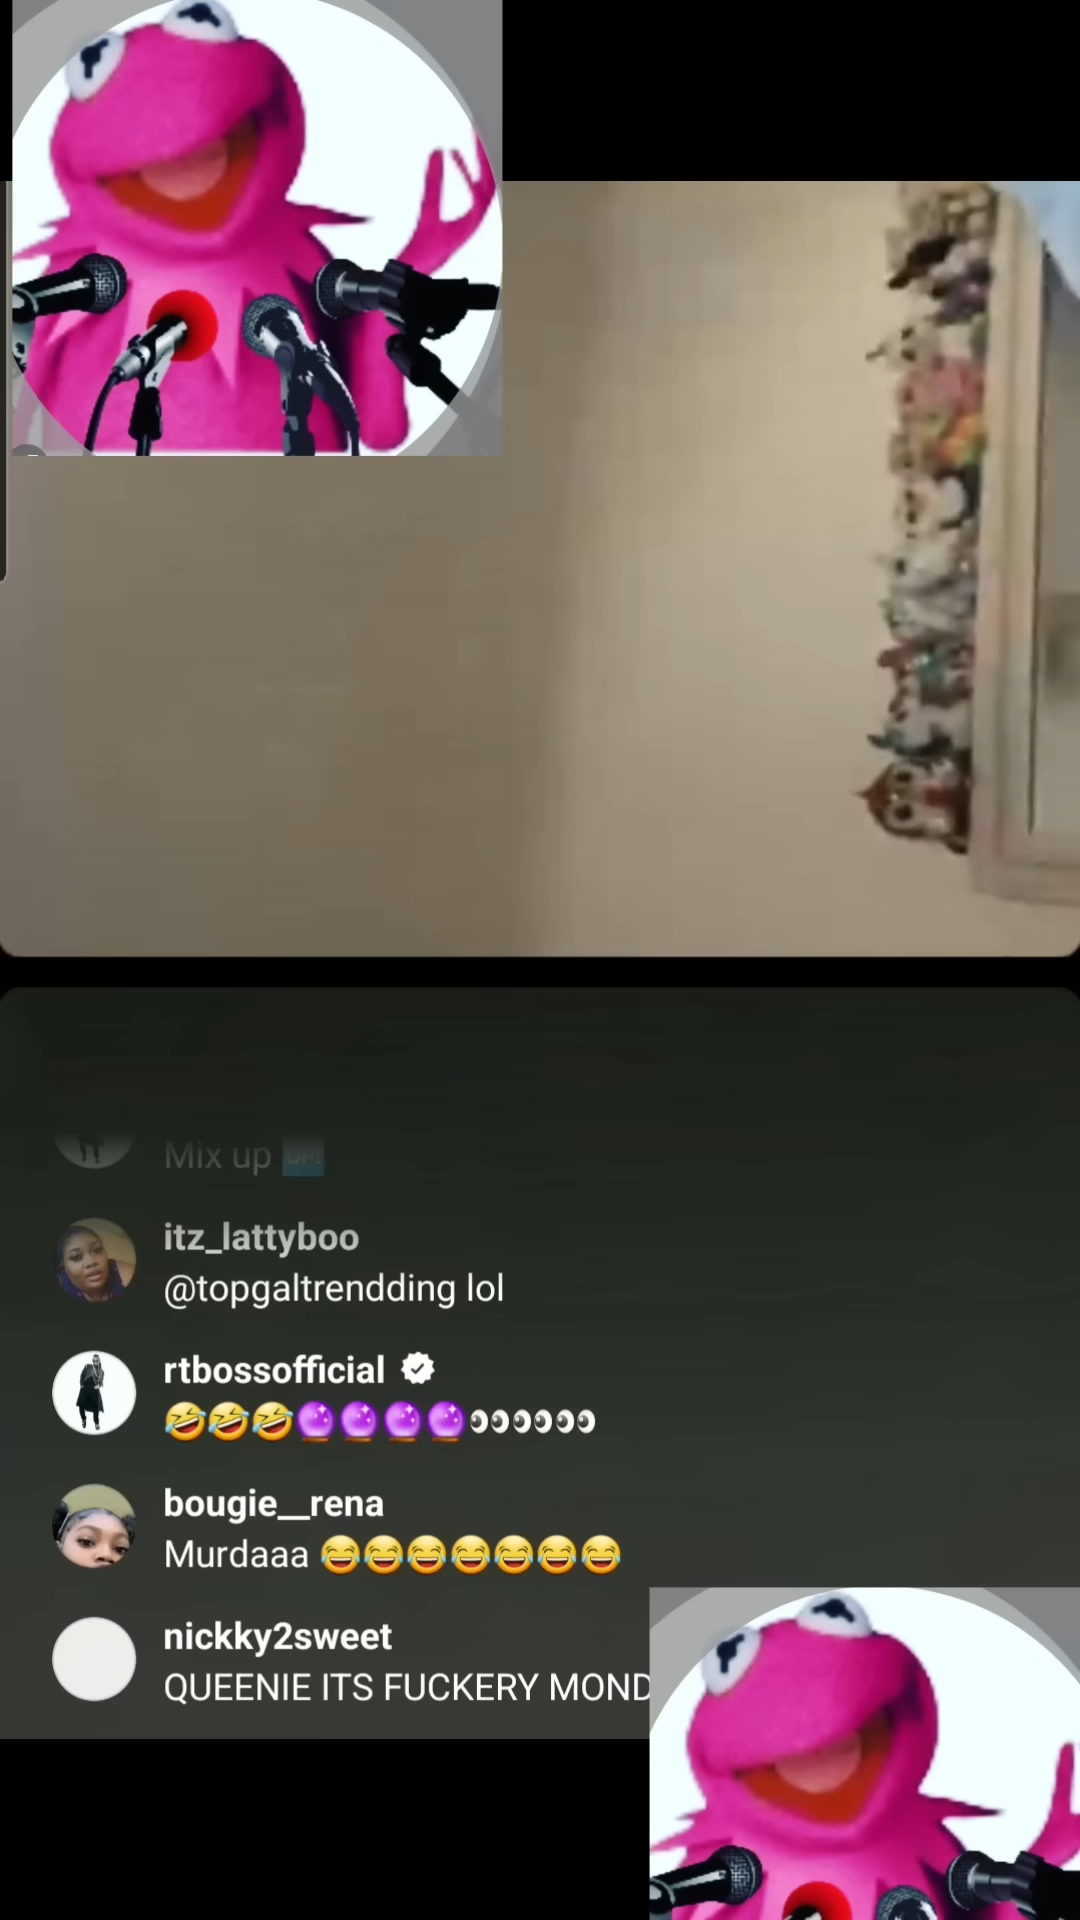 Mix up 🆙
itz_lattyboo
@topgaltrendding lol
rtbossofficial
🤣🤣🤣🔮🔮🔮🔮👀👀👀
bougie__rena
Murdaaa 😂😂😂😂😂😂😂
nickky2sweet
QUEENIE ITS FUCKERY MOND